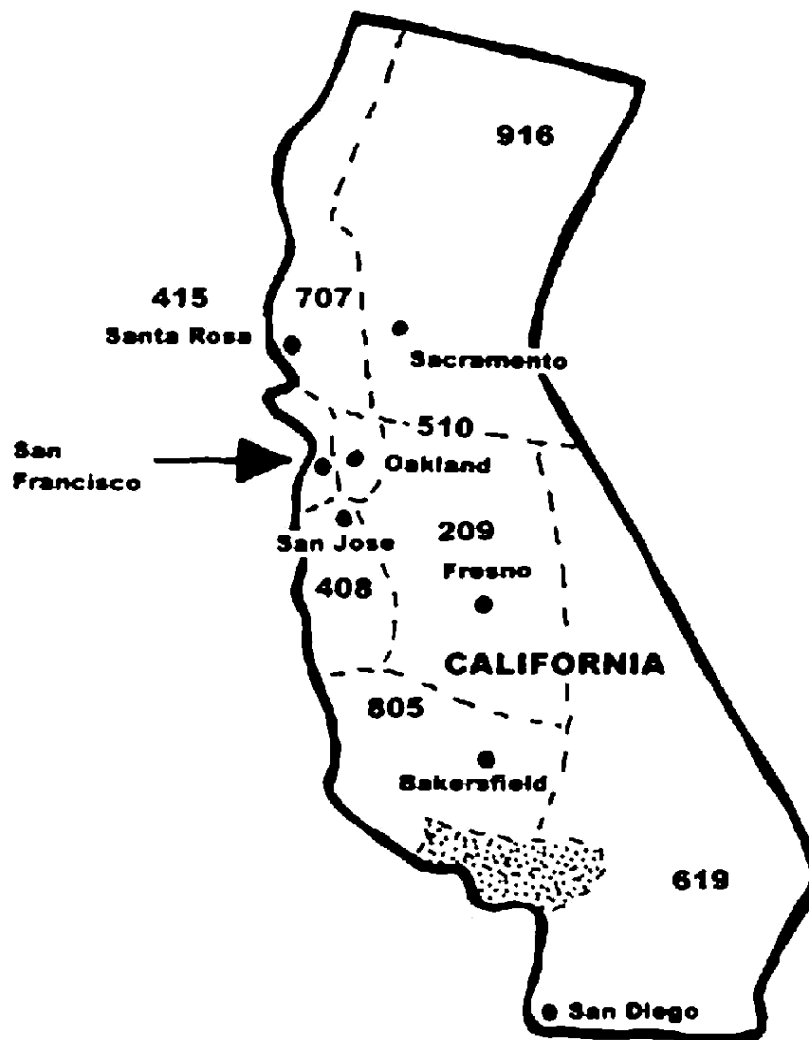 916
415
707
Santa Rosa
Sacramento
510
San
Francisco
Oakland
209
San Jose
Fresno
408
CALIFORNIA
805
Bakersfield
619
San Diego